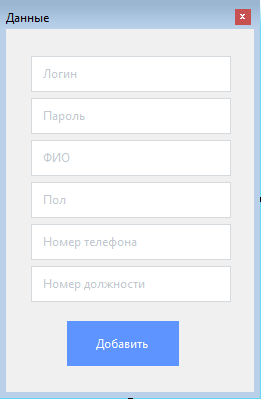 Данные
Логин
Пароль
ФИО
Пол
Номер телефона
Номер должности
Добавить